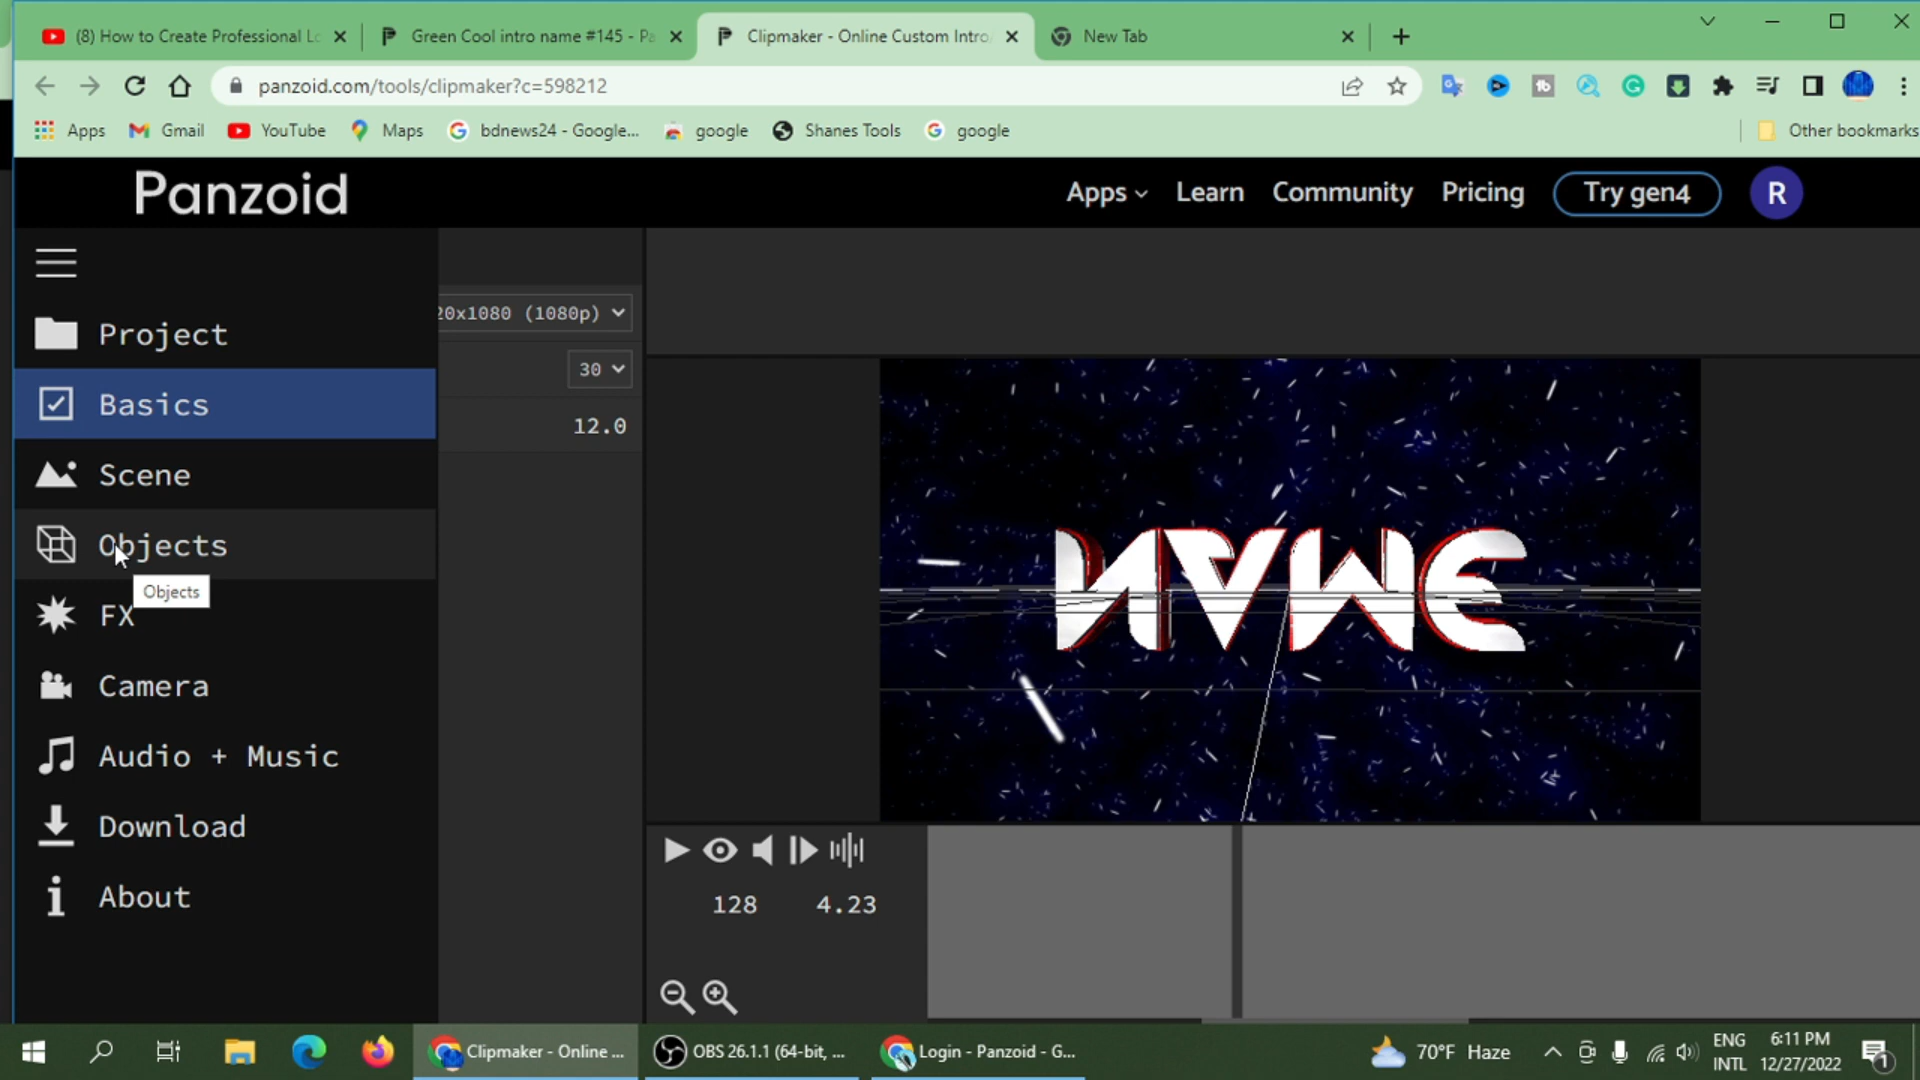 (8) How to Create Professional Lo
Green Cool intro name #145 - Pa
Clipmaker - Online Custom Intro,
New Tab
panzoid.com/tools/clipmaker?c=598212
Apps
Gmail
YouTube
Maps
bdnews24 - Google...
google
Shanes Tools
google
Other bookmarks
Panzoid
Apps
Learn
Community
Pricing
Try gen4
R
Project
Basics
Scene
Objects
Objects
FX
Camera
Audio + Music
Download
About
20x1080 (1080p)
30
12.0
NAME
128
4.23
Clipmaker - Online ...
OBS 26.1.1 (64-bit, ...
Login - Panzoid - G...
70°F Haze
ENG
INTL
6:11 PM
12/27/2022
1